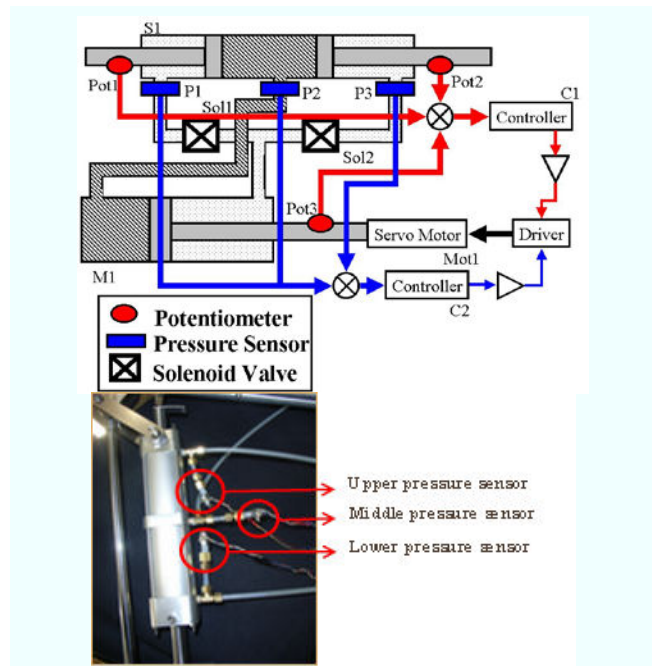 S1
Pot1
P1
P2
P3
Pot2
C1
Sol1
Controller
Sol2
Pot3
Servo Motor
Driver
M1
Mot1
Controller
C2
Potentiometer
Pressure Sensor
Solenoid Valve
Upper pressure sensor
Middle pressure sensor
Lower pressure sensor